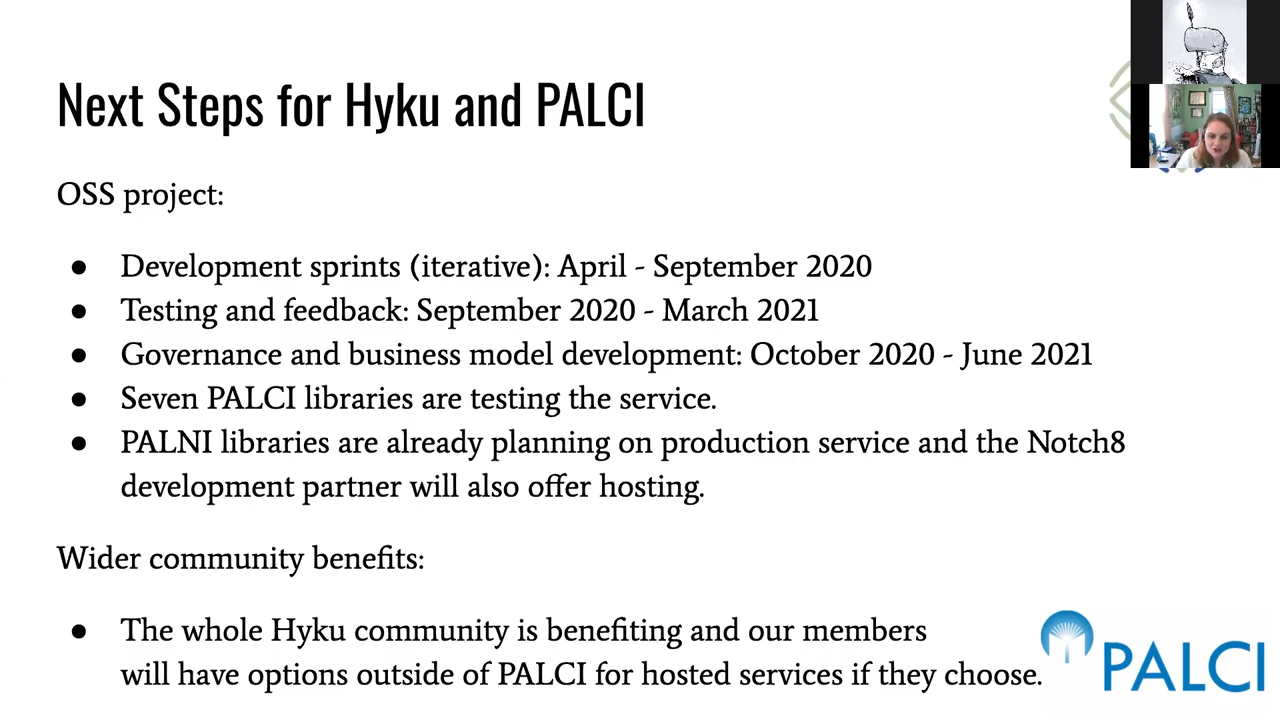 Next Steps for Hyku and PALCI
OSS project:
● Development sprints (iterative): April - September 2020
● Testing and feedback: September 2020 - March 2021
● Governance and business model development: October 2020 - June 2021
● Seven PALCI libraries are testing the service.
● PALNI libraries are already planning on production service and the Notch8
development partner will also offer hosting.
Wider community benefits:
● The whole Hyku community is benefiting and our members
will have options outside of PALCI for hosted services if they choose.
PALCI